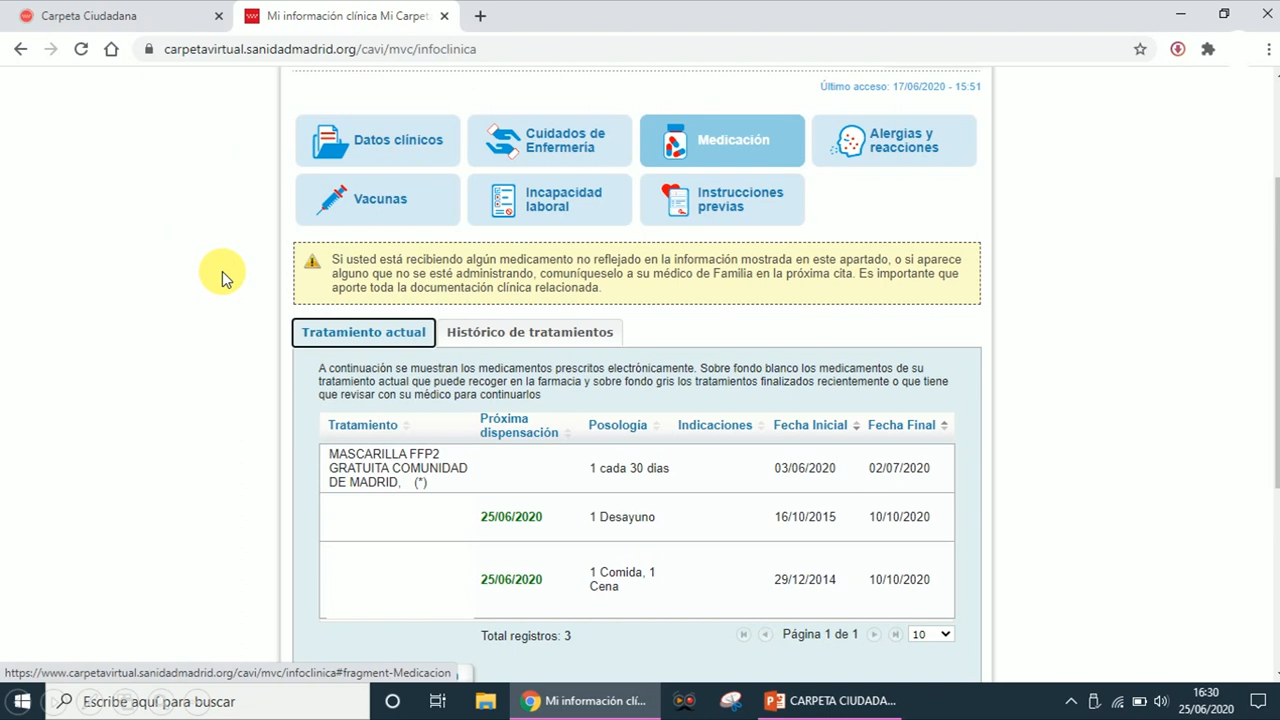 Carpeta Ciudadana
Mi información clínica Mi Carpet
carpetavirtual.sanidadmadrid.org/cavi/mvc/infoclinica
Último acceso: 17/06/2020 - 15:51
Datos clínicos
Cuidados de
Enfermería
Medicación
Alergias y
reacciones
Vacunas
Incapacidad
laboral
Instrucciones
previas
Si usted está recibiendo algún medicamento no reflejado en la información mostrada en este apartado, o si aparece
alguno que no se esté administrando, comuníqueselo a su médico de Familia en la próxima cita. Es importante que
aporte toda la documentación clínica relacionada.
Tratamiento actual
Histórico de tratamientos
A continuación se muestran los medicamentos prescritos electrónicamente. Sobre fondo blanco los medicamentos de su
tratamiento actual que puede recoger en la farmacia y sobre fondo gris los tratamientos finalizados recientemente o que tiene
que revisar con su médico para continuarlos
Tratamiento
Próxima
dispensación
Posología
Indicaciones
Fecha Inicial
Fecha Final
MASCARILLA FFP2
GRATUITA COMUNIDAD
DE MADRID, (*)
1 cada 30 dias
03/06/2020
02/07/2020
25/06/2020
1 Desayuno
16/10/2015
10/10/2020
25/06/2020
1 Comida, 1
Cena
29/12/2014
10/10/2020
Total registros: 3
Página 1 de 1
10
https://www.carpetavirtual.sanidadmadrid.org/cavi/mvc/infoclinica#fragment-Medicacion
Escribe aquí para buscar
Mi información clí...
CARPETA CIUDADA...
16:30
25/06/2020